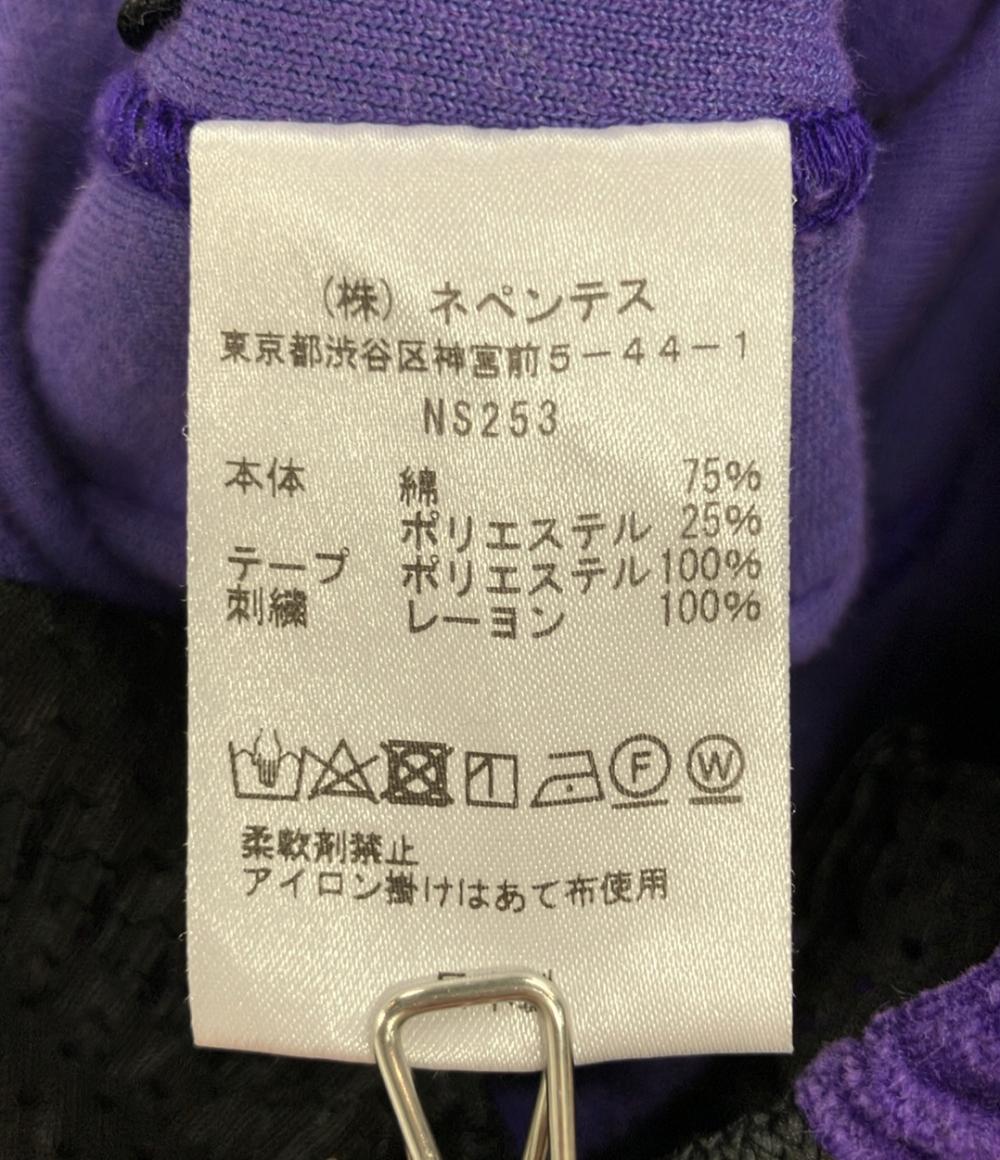 (株) ネペンテス
東京都渋谷区神宮前5-44-1
NS253
本体 綿 75%
ポリエステル 25%
テープ ポリエステル 100%
刺繍 レーヨン 100%
F W
柔軟剤禁止
アイロン掛けはあて布使用